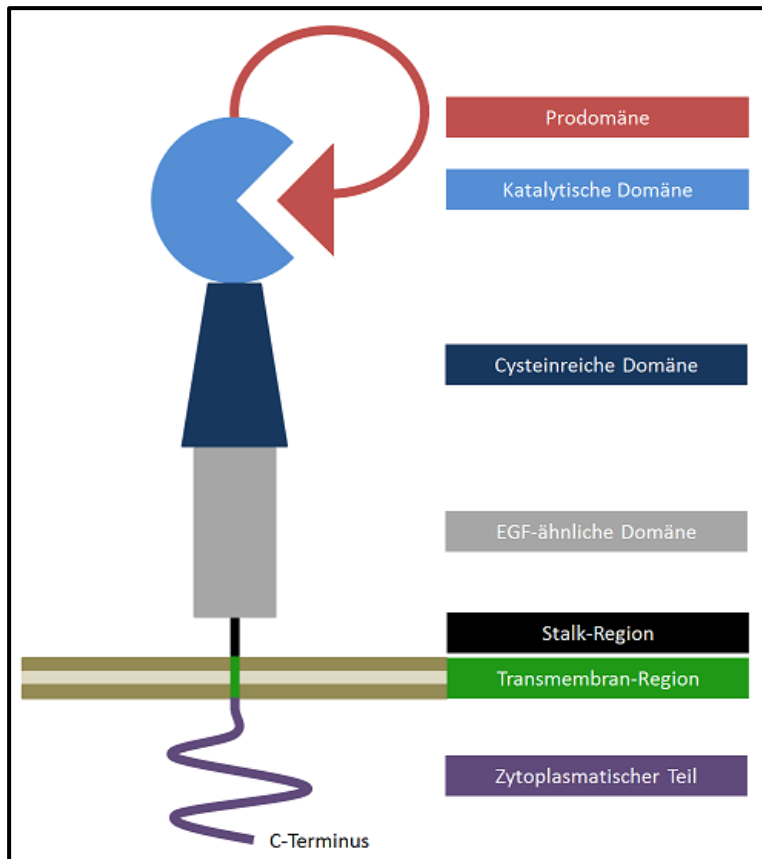 Prodomäne
Katalytische Domäne
Cysteinreiche Domäne
EGF-ähnliche Domäne
Stalk-Region
Transmembran-Region
Zytoplasmatischer Teil
C-Terminus